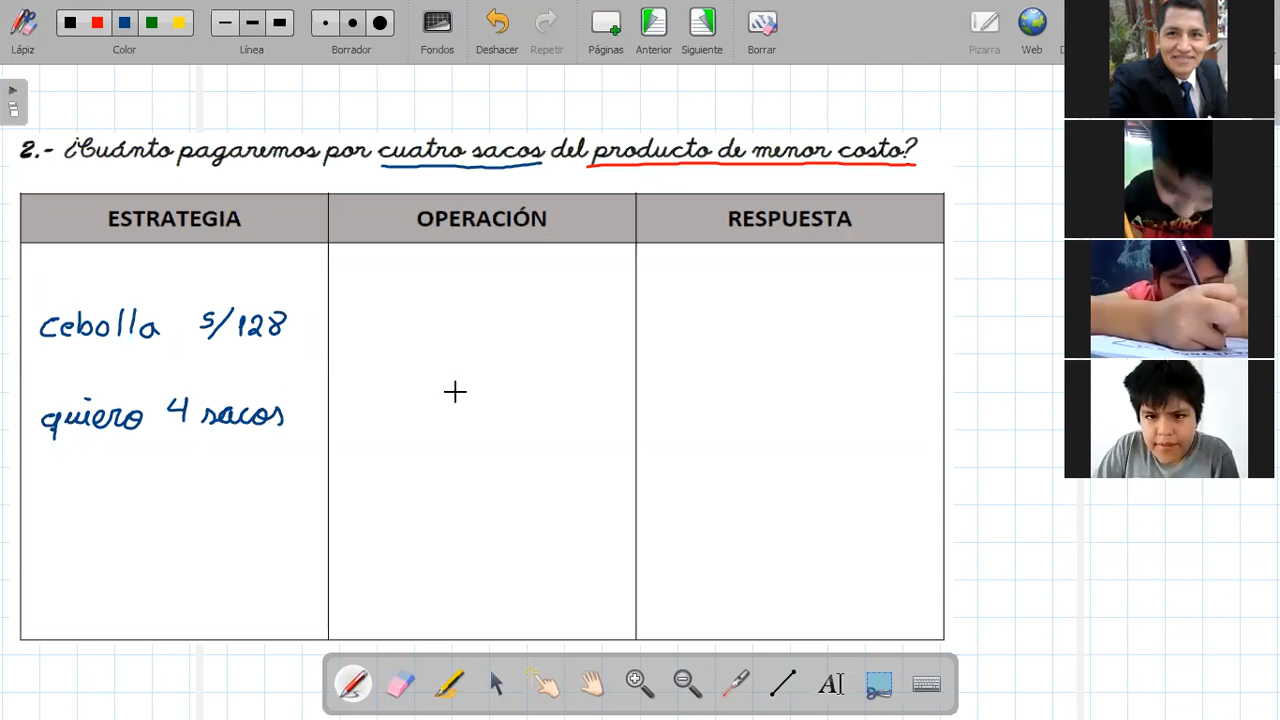 Lápiz
Color
Línea
Borrador
Fondos
Deshacer
Repetir
Páginas
Anterior
Siguiente
Borrar
Pizarra
Web
2.- ¿Cuánto pagaremos por cuatro sacos del producto de menor costo?
ESTRATEGIA
OPERACIÓN
RESPUESTA
cebolla s/128
quiero 4 sacos